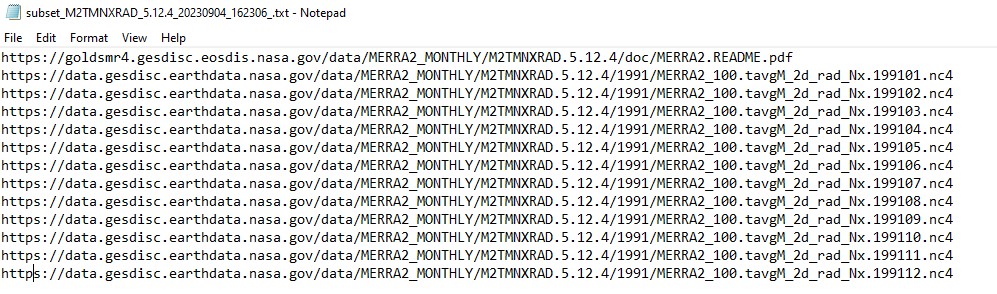 subset_M2TMNXRAD_5.12.4_20230904_162306_.txt - Notepad
File Edit Format View Help
https://goldsmr4.gesdisc.eosdis.nasa.gov/data/MERRA2_MONTHLY/M2TMNXRAD.5.12.4/doc/MERRA2.README.pdf
https://data.gesdisc.earthdata.nasa.gov/data/MERRA2_MONTHLY/M2TMNXRAD.5.12.4/1991/MERRA2_100.tavgM_2d_rad_Nx.199101.nc4
https://data.gesdisc.earthdata.nasa.gov/data/MERRA2_MONTHLY/M2TMNXRAD.5.12.4/1991/MERRA2_100.tavgM_2d_rad_Nx.199102.nc4
https://data.gesdisc.earthdata.nasa.gov/data/MERRA2_MONTHLY/M2TMNXRAD.5.12.4/1991/MERRA2_100.tavgM_2d_rad_Nx.199103.nc4
https://data.gesdisc.earthdata.nasa.gov/data/MERRA2_MONTHLY/M2TMNXRAD.5.12.4/1991/MERRA2_100.tavgM_2d_rad_Nx.199104.nc4
https://data.gesdisc.earthdata.nasa.gov/data/MERRA2_MONTHLY/M2TMNXRAD.5.12.4/1991/MERRA2_100.tavgM_2d_rad_Nx.199105.nc4
https://data.gesdisc.earthdata.nasa.gov/data/MERRA2_MONTHLY/M2TMNXRAD.5.12.4/1991/MERRA2_100.tavgM_2d_rad_Nx.199106.nc4
https://data.gesdisc.earthdata.nasa.gov/data/MERRA2_MONTHLY/M2TMNXRAD.5.12.4/1991/MERRA2_100.tavgM_2d_rad_Nx.199107.nc4
https://data.gesdisc.earthdata.nasa.gov/data/MERRA2_MONTHLY/M2TMNXRAD.5.12.4/1991/MERRA2_100.tavgM_2d_rad_Nx.199108.nc4
https://data.gesdisc.earthdata.nasa.gov/data/MERRA2_MONTHLY/M2TMNXRAD.5.12.4/1991/MERRA2_100.tavgM_2d_rad_Nx.199109.nc4
https://data.gesdisc.earthdata.nasa.gov/data/MERRA2_MONTHLY/M2TMNXRAD.5.12.4/1991/MERRA2_100.tavgM_2d_rad_Nx.199110.nc4
https://data.gesdisc.earthdata.nasa.gov/data/MERRA2_MONTHLY/M2TMNXRAD.5.12.4/1991/MERRA2_100.tavgM_2d_rad_Nx.199111.nc4
https://data.gesdisc.earthdata.nasa.gov/data/MERRA2_MONTHLY/M2TMNXRAD.5.12.4/1991/MERRA2_100.tavgM_2d_rad_Nx.199112.nc4